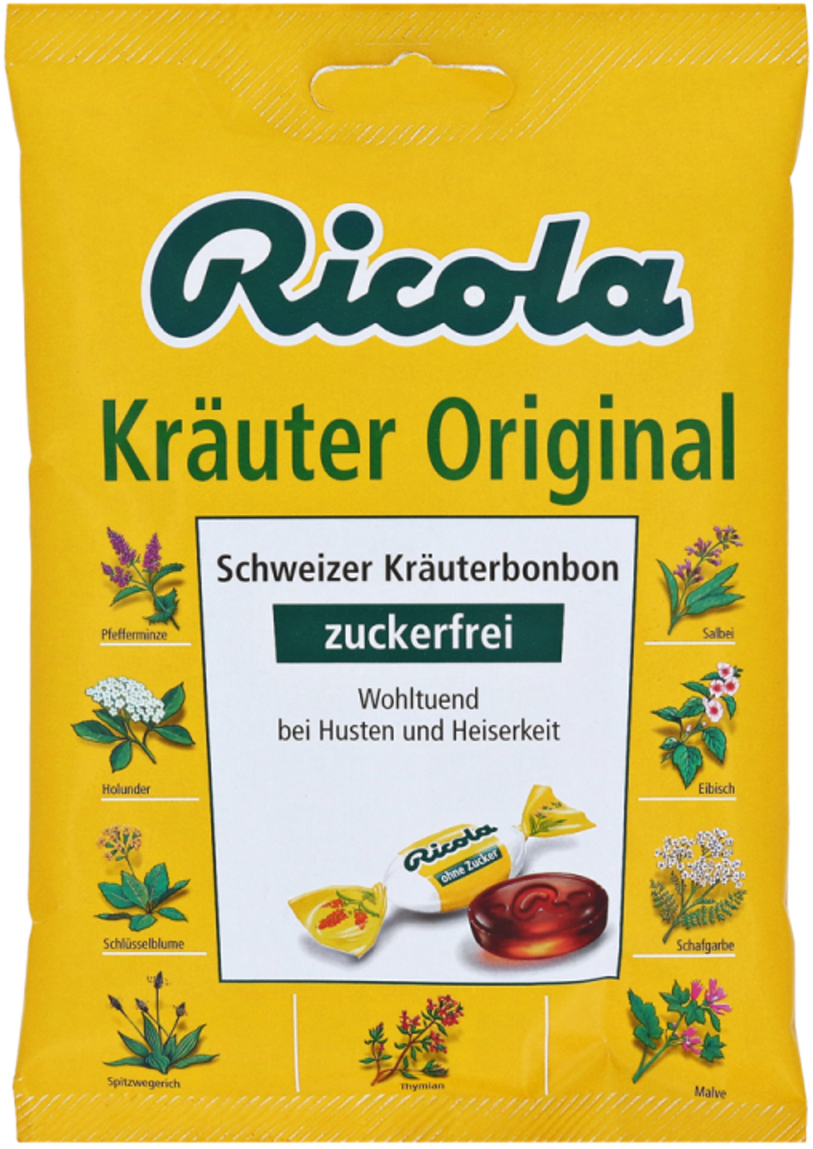 Ricola
Kräuter Original
Schweizer Kräuterbonbon
zuckerfrei
Wohltuend
bei Husten und Heiserkeit
Pfefferminze
Salbei
Holunder
Eibisch
Ricola
ohne Zucker
Schlüsselblume
Schafgarbe
Spitzwegerich
Thymian
Malve